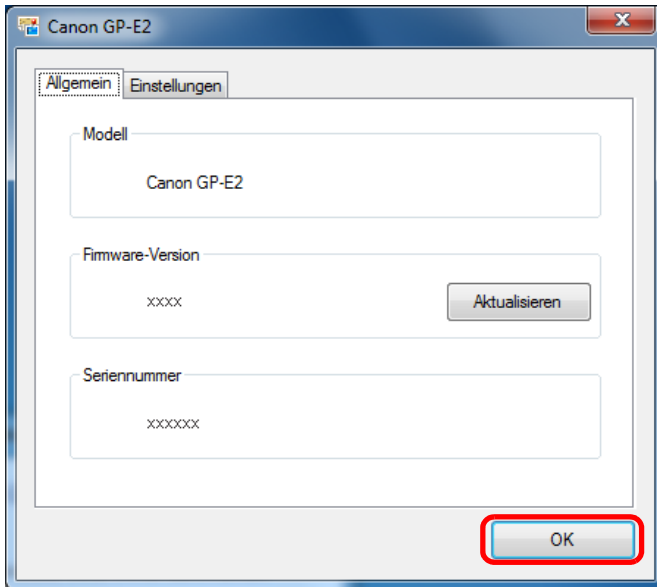 Canon GP-E2
Allgemein Einstellungen
Modell
Canon GP-E2
Firmware-Version
xxxx Aktualisieren
Seriennummer
xxxxxx
OK